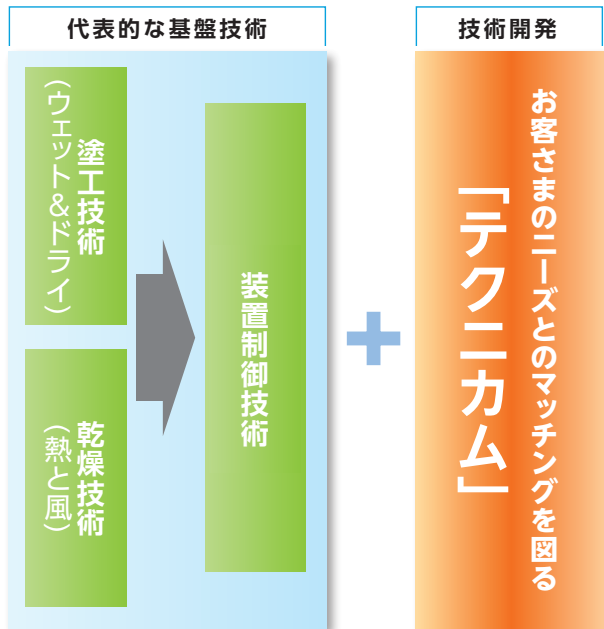 代表的な基盤技術
塗工技術
(ウェット&ドライ)
乾燥技術
(熱と風)
装置制御技術
+
技術開発
お客さまのニーズとのマッチングを図る
「テクニカム」